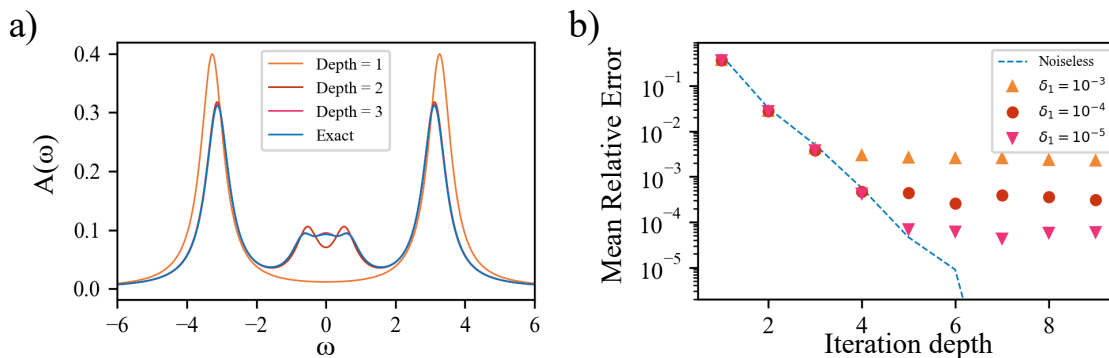 a)
A(ω)
0.4
0.3
0.2
0.1
0.0
Depth = 1
Depth = 2
Depth = 3
Exact
−6 −4 −2 0 2 4 6
ω
b)
Mean Relative Error
10⁻¹
10⁻²
10⁻³
10⁻⁴
10⁻⁵
Noiseless
δ₁ = 10⁻³
δ₁ = 10⁻⁴
δ₁ = 10⁻⁵
2 4 6 8
Iteration depth